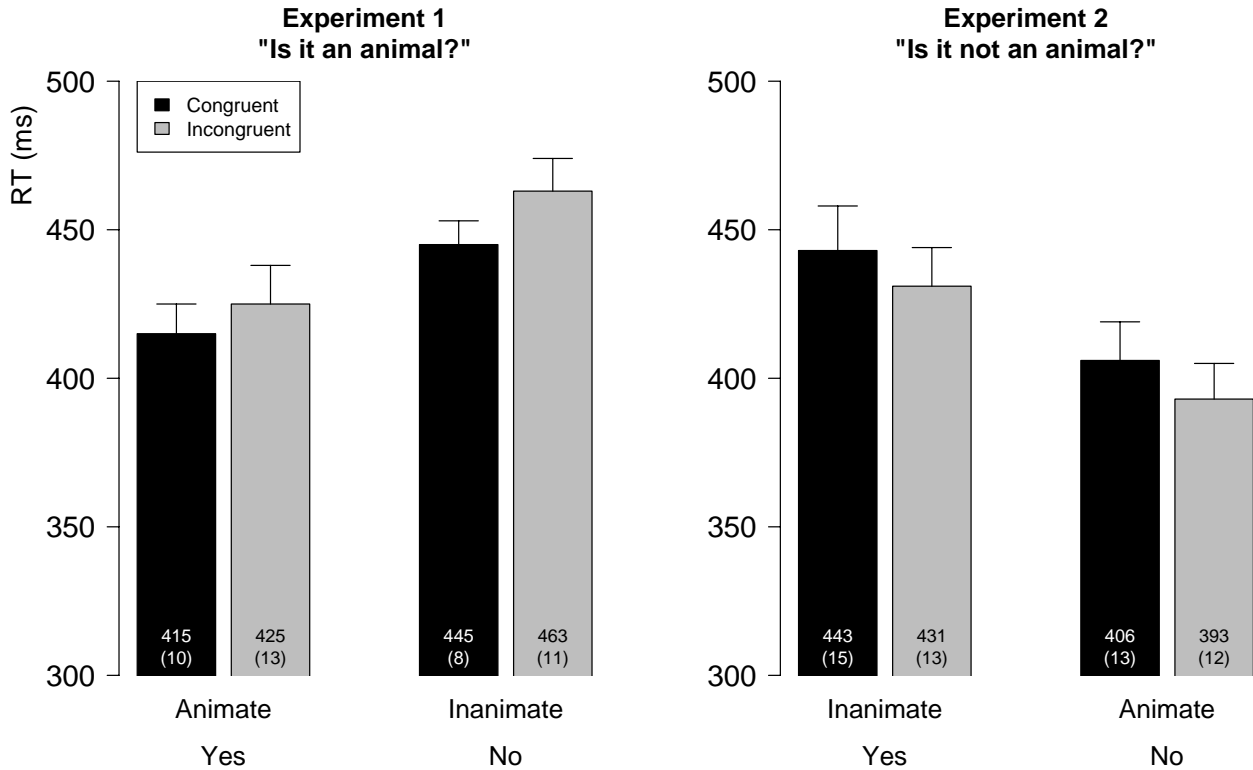 Experiment 1
"Is it an animal?"
Experiment 2
"Is it not an animal?"
RT (ms)
500
450
400
350
300
Congruent
Incongruent
415
(10)
425
(13)
445
(8)
463
(11)
Animate
Inanimate
Yes
No
500
450
400
350
300
443
(15)
431
(13)
406
(13)
393
(12)
Inanimate
Animate
Yes
No